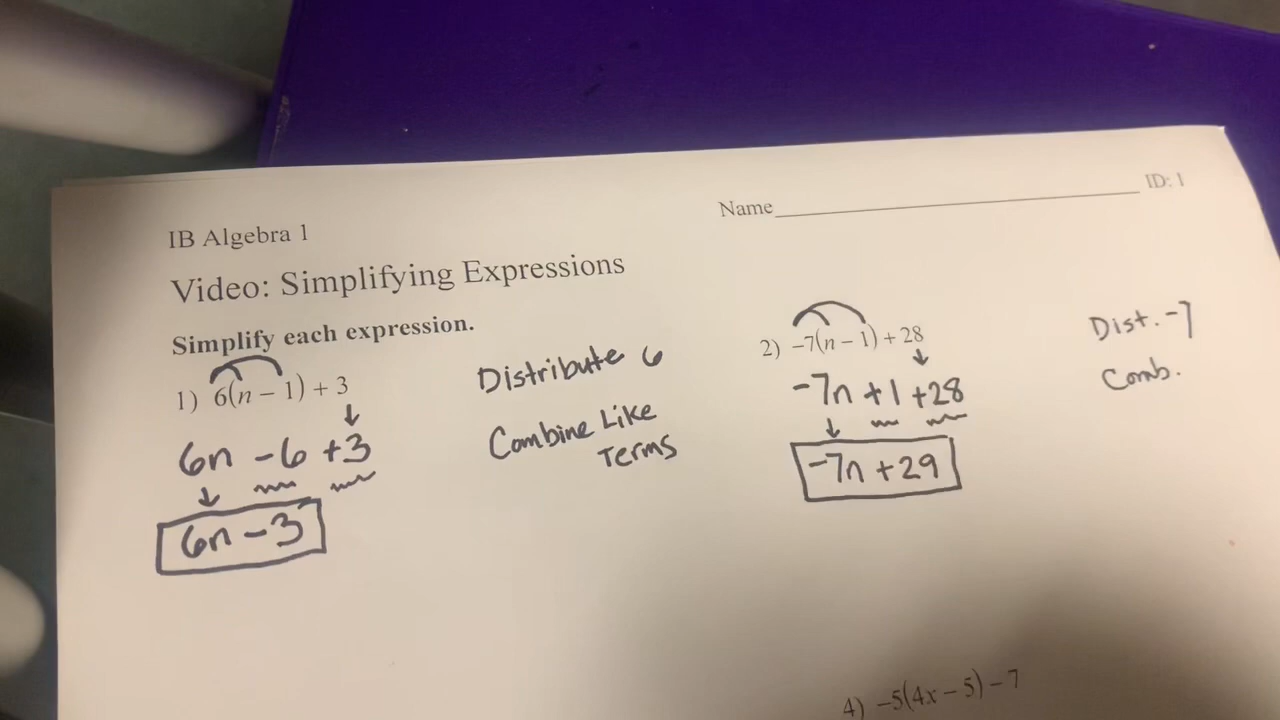 Name ID: 1
IB Algebra 1
Video: Simplifying Expressions
Simplify each expression.
1) 6(n − 1) + 3
Distribute 6
6n − 6 + 3
Combine Like
Terms
6n − 3
2) −7(n − 1) + 28
Dist. −7
−7n + 1 + 28
Comb.
−7n + 29
4) −5(4x − 5) − 7